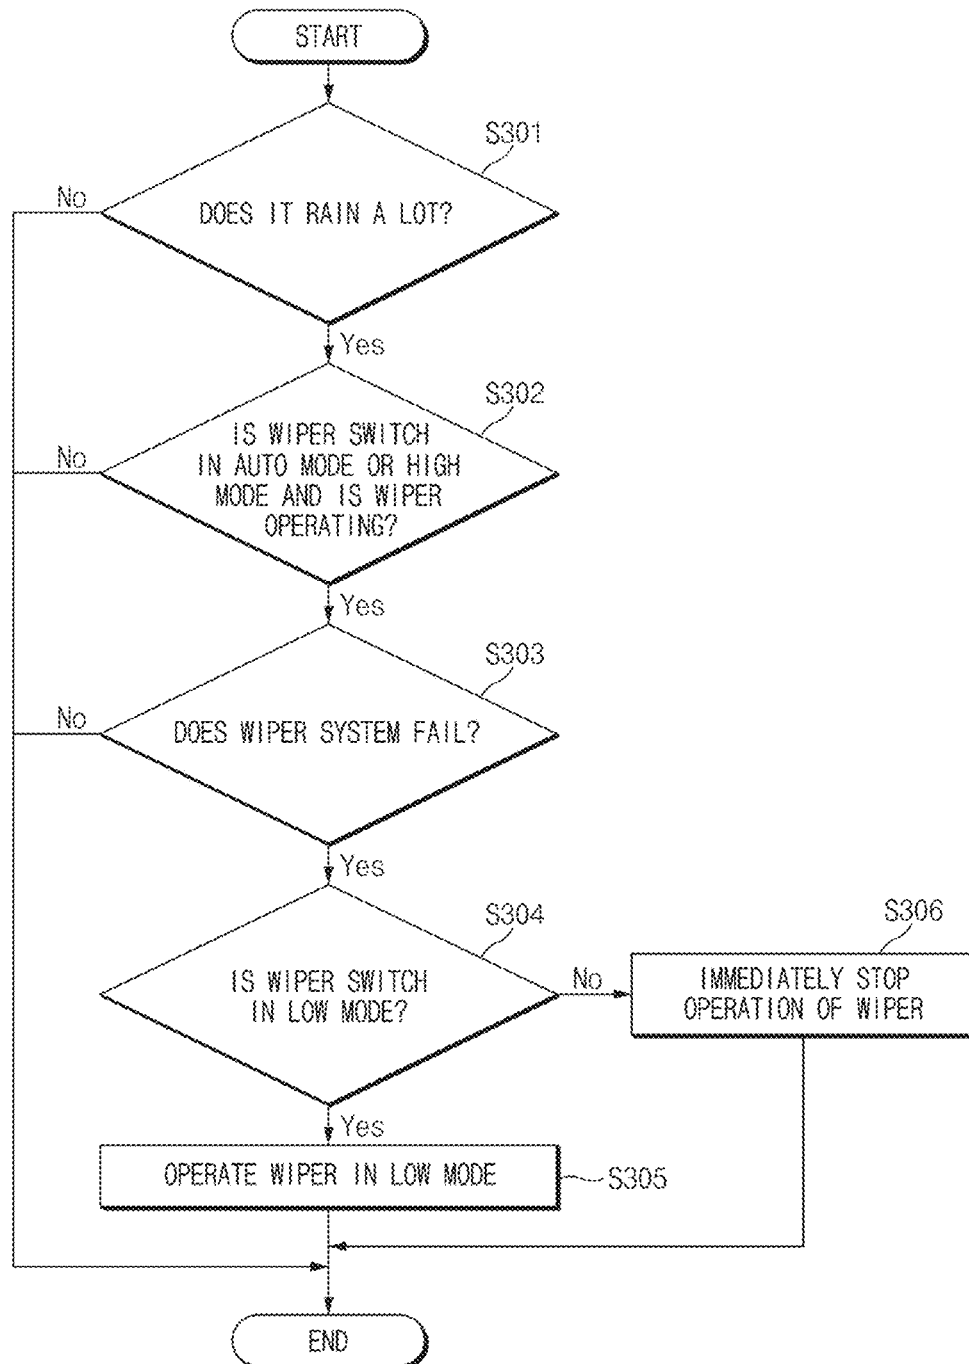 START
S301
No
DOES IT RAIN A LOT?
Yes
S302
No
IS WIPER SWITCH
IN AUTO MODE OR HIGH
MODE AND IS WIPER
OPERATING?
Yes
S303
No
DOES WIPER SYSTEM FAIL?
Yes
S304
IS WIPER SWITCH
IN LOW MODE?
No
S306
IMMEDIATELY STOP
OPERATION OF WIPER
Yes
OPERATE WIPER IN LOW MODE
S305
END